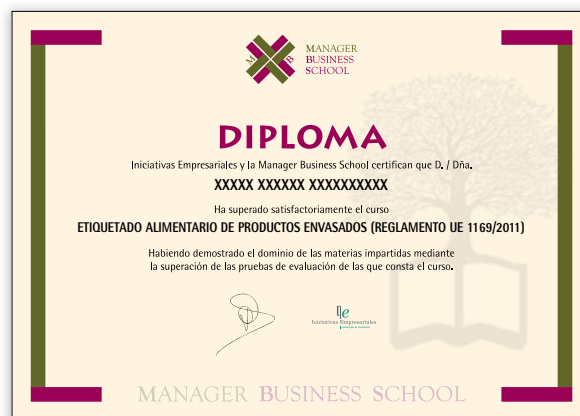 M B
MANAGER
BUSINESS
SCHOOL
DIPLOMA
Iniciativas Empresariales y la Manager Business School certifican que D. / Dña.
XXXXX XXXXXX XXXXXXXXXX
Ha superado satisfactoriamente el curso
ETIQUETADO ALIMENTARIO DE PRODUCTOS ENVASADOS (REGLAMENTO UE 1169/2011)
Habiendo demostrado el dominio de las materias impartidas mediante
la superación de las pruebas de evaluación de las que consta el curso.
Iniciativas Empresariales
MANAGER BUSINESS SCHOOL